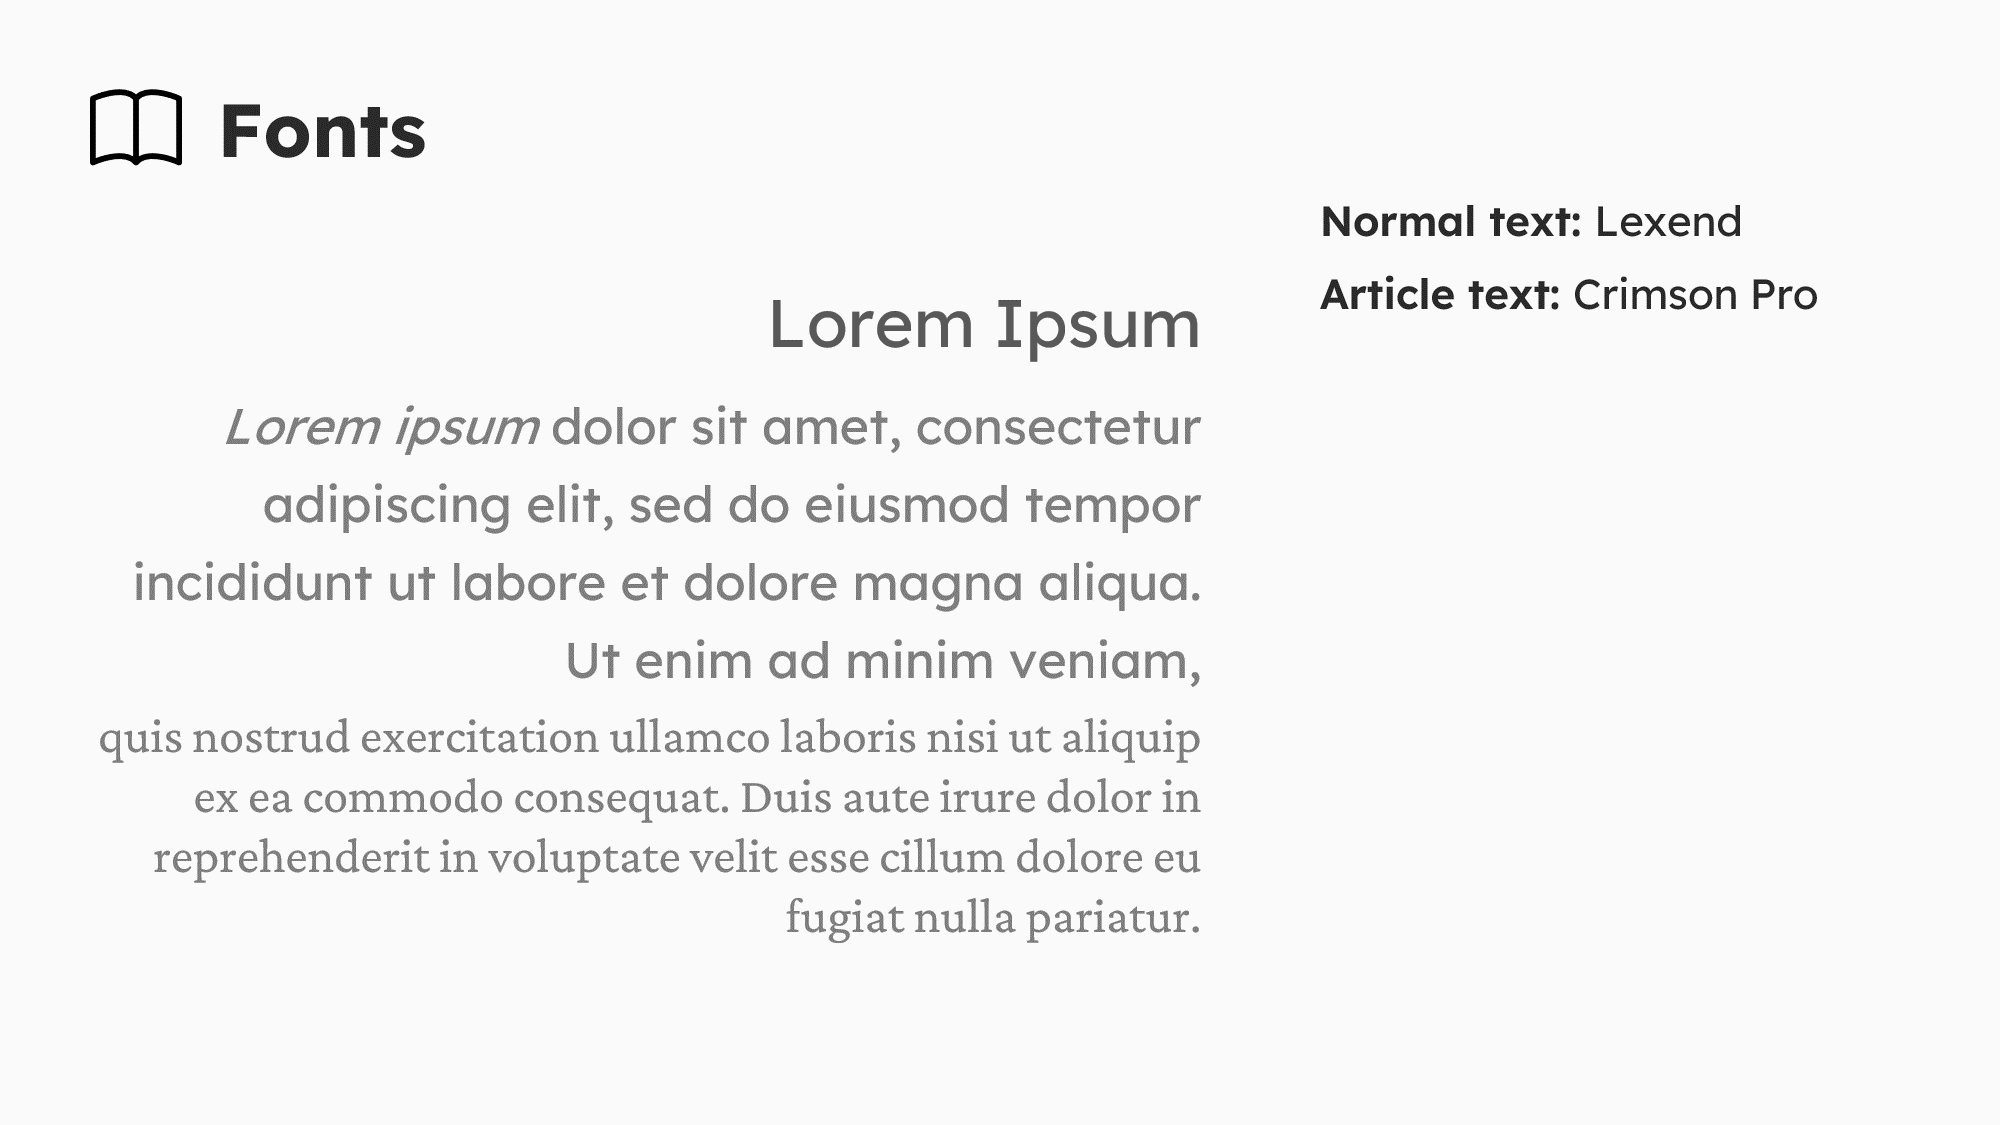 Fonts
Normal text: Lexend
Article text: Crimson Pro
Lorem Ipsum
Lorem ipsum dolor sit amet, consectetur
adipiscing elit, sed do eiusmod tempor
incididunt ut labore et dolore magna aliqua.
Ut enim ad minim veniam,
quis nostrud exercitation ullamco laboris nisi ut aliquip
ex ea commodo consequat. Duis aute irure dolor in
reprehenderit in voluptate velit esse cillum dolore eu
fugiat nulla pariatur.